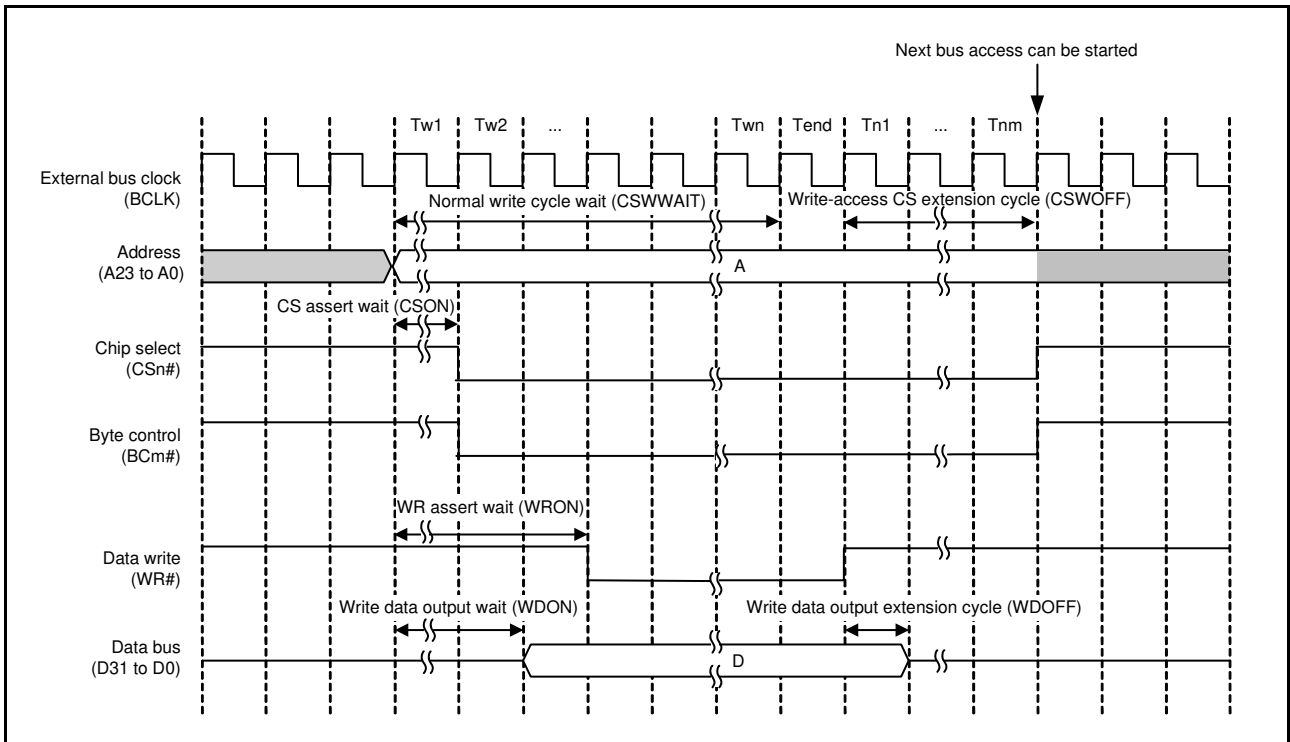 Next bus access can be started
Tw1 Tw2 ... Twn Tend Tn1 ... Tnm
External bus clock
(BCLK)
Normal write cycle wait (CSWWAIT)
Write-access CS extension cycle (CSWOFF)
Address
(A23 to A0)
A
CS assert wait (CSON)
Chip select
(CSn#)
Byte control
(BCm#)
WR assert wait (WRON)
Data write
(WR#)
Write data output wait (WDON)
Write data output extension cycle (WDOFF)
Data bus
(D31 to D0)
D